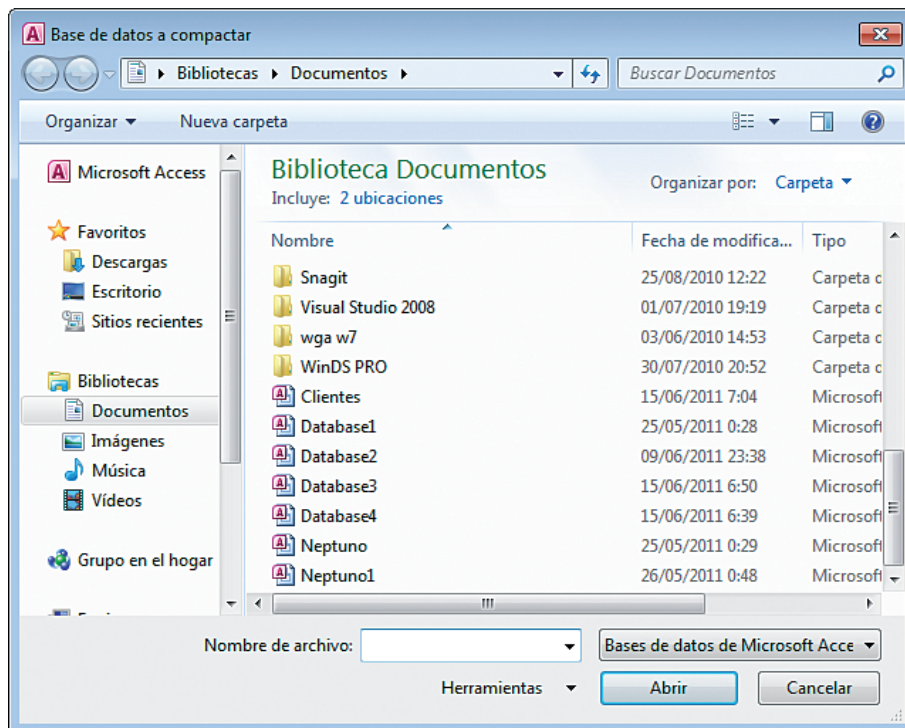 Base de datos a compactar
Bibliotecas Documentos
Buscar Documentos
Organizar Nueva carpeta
Microsoft Access
Favoritos
Descargas
Escritorio
Sitios recientes
Bibliotecas
Documentos
Imágenes
Música
Vídeos
Grupo en el hogar
Biblioteca Documentos
Incluye: 2 ubicaciones
Organizar por: Carpeta
Nombre Fecha de modifica... Tipo
Snagit 25/08/2010 12:22 Carpeta d
Visual Studio 2008 01/07/2010 19:19 Carpeta d
wga w7 03/06/2010 14:53 Carpeta d
WinDS PRO 30/07/2010 20:52 Carpeta d
Clientes 15/06/2011 7:04 Microsoft
Database1 25/05/2011 0:28 Microsoft
Database2 09/06/2011 23:38 Microsoft
Database3 15/06/2011 6:50 Microsoft
Database4 15/06/2011 6:39 Microsoft
Neptuno 25/05/2011 0:29 Microsoft
Neptuno1 26/05/2011 0:48 Microsoft
Nombre de archivo:
Bases de datos de Microsoft Acce
Herramientas Abrir Cancelar